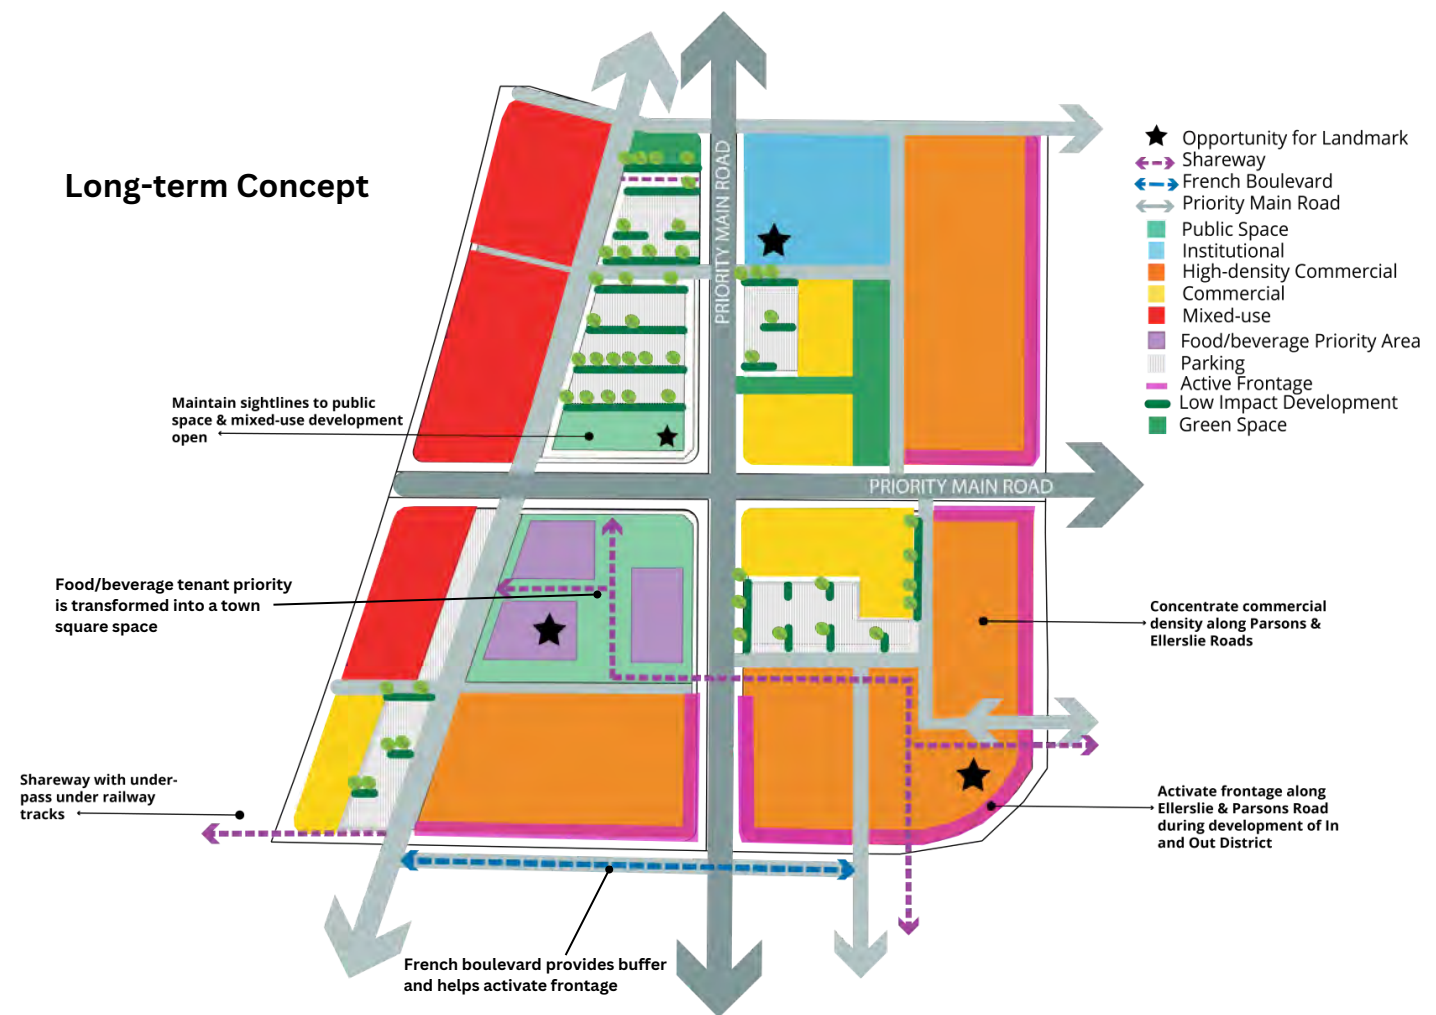 Long-term Concept
PRIORITY MAIN ROAD
PRIORITY MAIN ROAD
Opportunity for Landmark
Shareway
French Boulevard
Priority Main Road
Public Space
Institutional
High-density Commercial
Commercial
Mixed-use
Food/beverage Priority Area
Parking
Active Frontage
Low Impact Development
Green Space
Maintain sightlines to public
space & mixed-use development
open
Food/beverage tenant priority
is transformed into a town
square space
Concentrate commercial
density along Parsons &
Ellerslie Roads
Shareway with under-
pass under railway
tracks
Activate frontage along
Ellerslie & Parsons Road
during development of In
and Out District
French boulevard provides buffer
and helps activate frontage